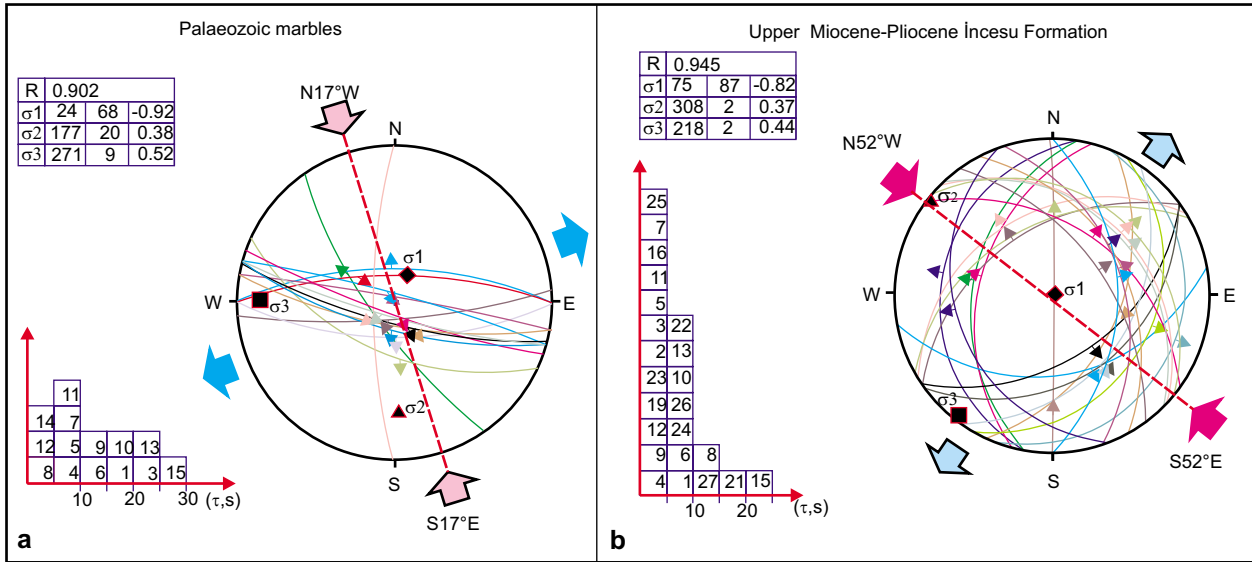 Palaeozoic marbles
R 0.902
σ1 24 68 -0.92
σ2 177 20 0.38
σ3 271 9 0.52
N17°W
N
σ1
W
σ3
E
σ2
S
S17°E
11
14 7
12 5 9 10 13
8 4 6 1 3 15
10 20 30 (τ,s)
a
Upper Miocene-Pliocene İncesu Formation
R 0.945
σ1 75 87 -0.82
σ2 308 2 0.37
σ3 218 2 0.44
N
N52°W
σ2
W
σ1
E
σ3
S
S52°E
25
7
16
11
5
3 22
2 13
23 10
19 26
12 24
9 6 8
4 1 27 21 15
10 20 (τ,s)
b